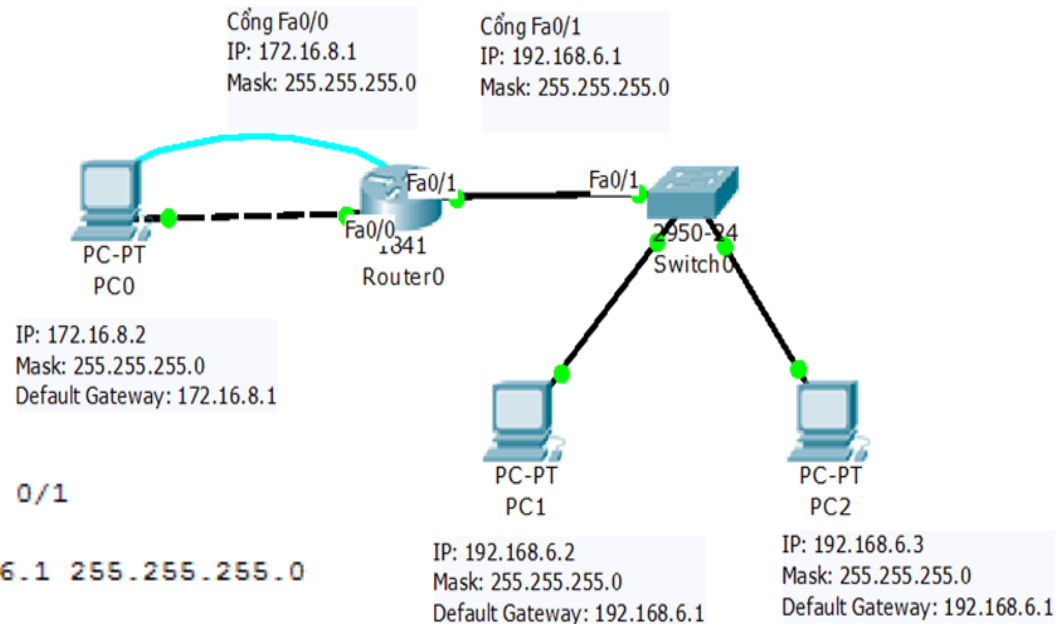 Cổng Fa0/0
IP: 172.16.8.1
Mask: 255.255.255.0
Cổng Fa0/1
IP: 192.168.6.1
Mask: 255.255.255.0
Fa0/1
Fa0/1
Fa0/0
PC-PT
PC0
1841
Router0
2950-24
Switch0
IP: 172.16.8.2
Mask: 255.255.255.0
Default Gateway: 172.16.8.1
PC-PT
PC1
PC-PT
PC2
0/1
6.1 255.255.255.0
IP: 192.168.6.2
Mask: 255.255.255.0
Default Gateway: 192.168.6.1
IP: 192.168.6.3
Mask: 255.255.255.0
Default Gateway: 192.168.6.1